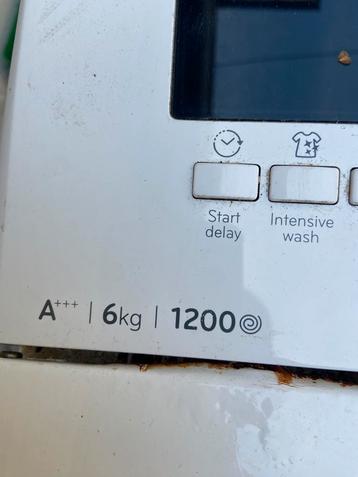 Start delay
Intensive wash
A+++ | 6kg | 1200